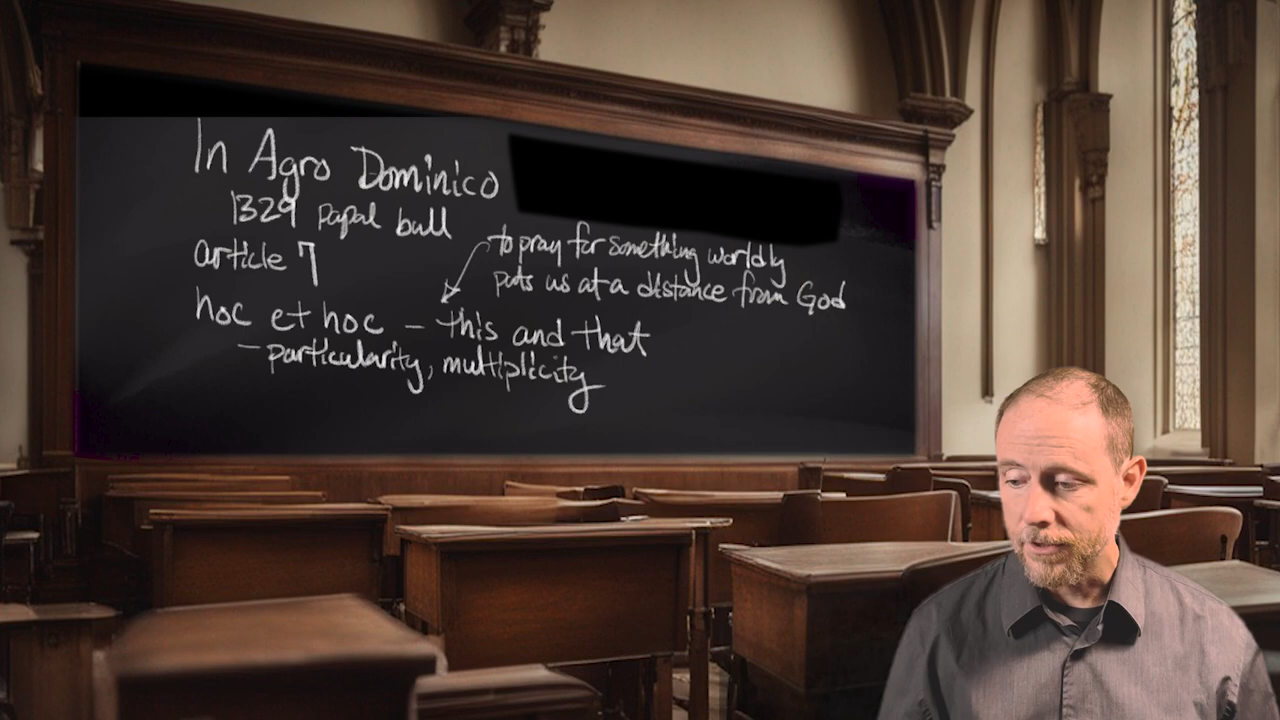 In Agro Dominico
1329 papal bull
article 7
to pray for something worldly
puts us at a distance from God
hoc et hoc – this and that
– particularity, multiplicity